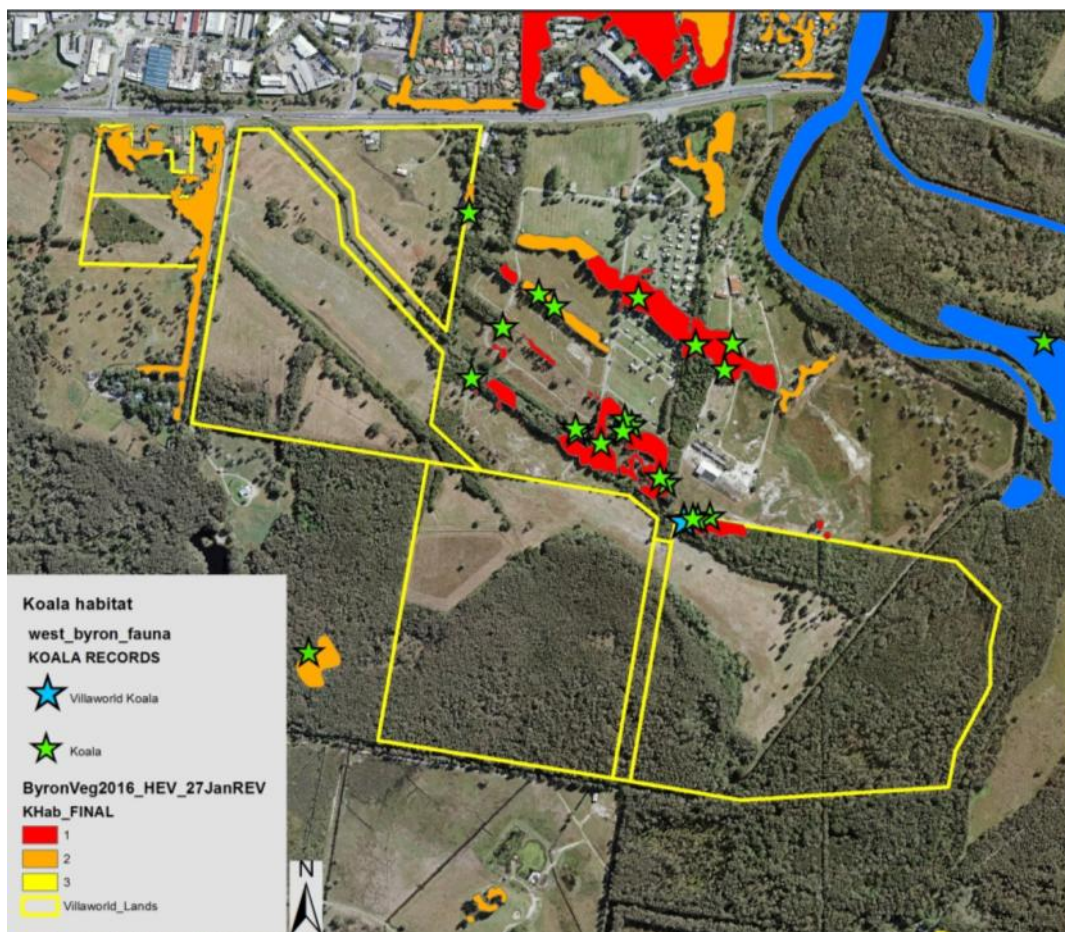 Koala habitat
west_byron_fauna
KOALA RECORDS
Villaworld Koala
Koala
ByronVeg2016_HEV_27JanREV
KHab_FINAL
1
2
3
Villaworld_Lands
N